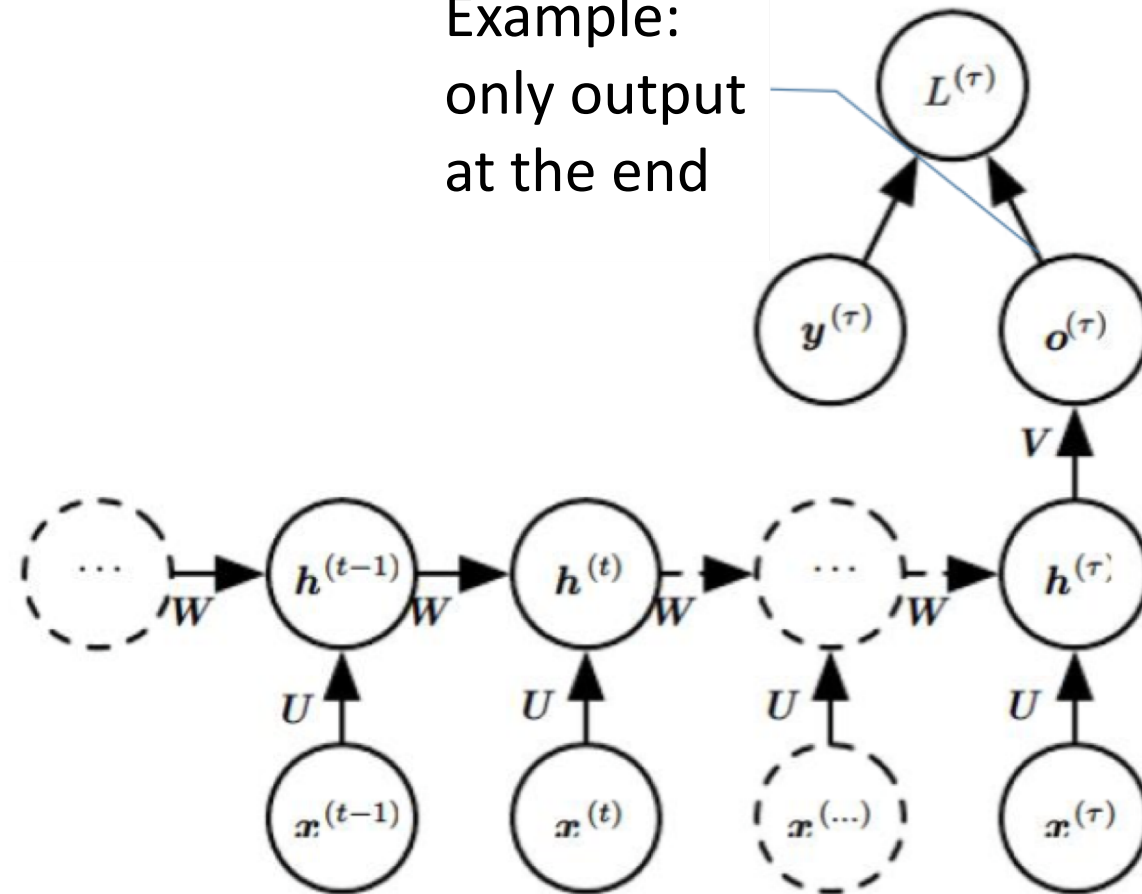 Example:
only output
at the end
L^(τ)
y^(τ) o^(τ)
V
... h^(t−1) h^(t) ... h^(τ)
W W W W
U U U U
x^(t−1) x^(t) x^(...) x^(τ)